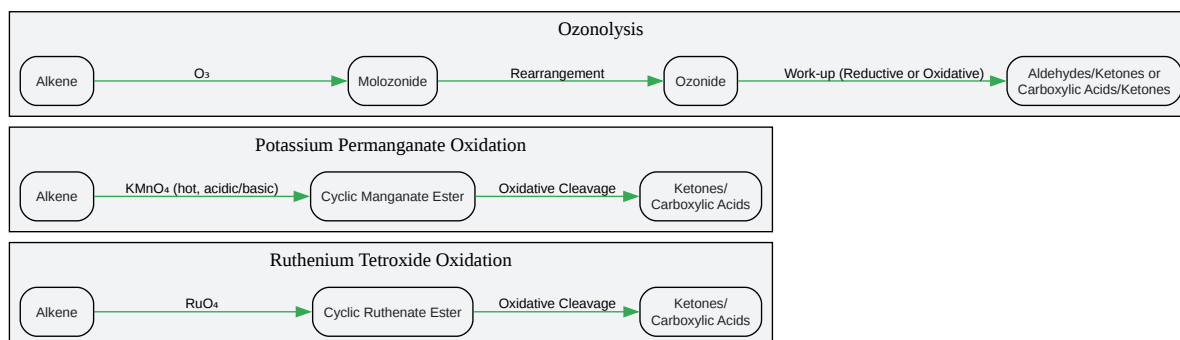 Ozonolysis
Alkene
O₃
Molozonide
Rearrangement
Ozonide
Work-up (Reductive or Oxidative)
Aldehydes/Ketones or
Carboxylic Acids/Ketones
Potassium Permanganate Oxidation
Alkene
KMnO₄ (hot, acidic/basic)
Cyclic Manganate Ester
Oxidative Cleavage
Ketones/
Carboxylic Acids
Ruthenium Tetroxide Oxidation
Alkene
RuO₄
Cyclic Ruthenate Ester
Oxidative Cleavage
Ketones/
Carboxylic Acids